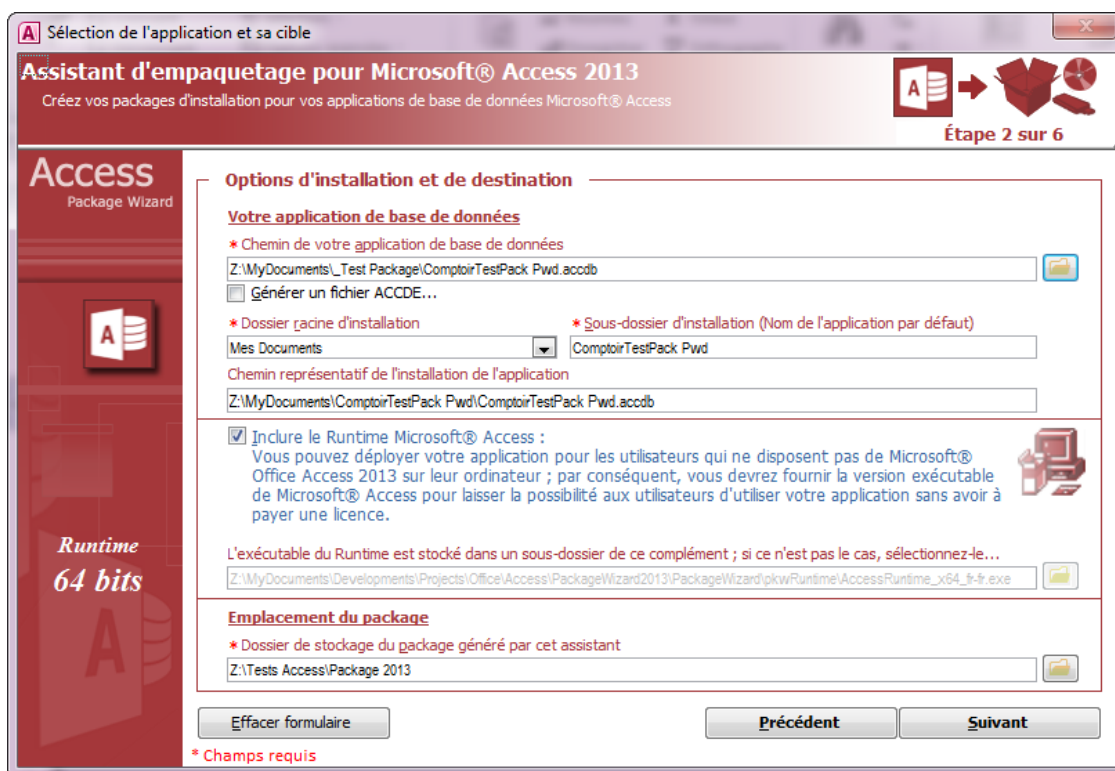 Sélection de l'application et sa cible
Assistant d'empaquetage pour Microsoft® Access 2013
Créez vos packages d'installation pour vos applications de base de données Microsoft® Access
Étape 2 sur 6
Access
Package Wizard
Options d'installation et de destination
Votre application de base de données
* Chemin de votre application de base de données
Z:\MyDocuments\_Test Package\ComptoirTestPack Pwd.accdb
Générer un fichier ACCDE...
* Dossier racine d'installation
* Sous-dossier d'installation (Nom de l'application par défaut)
Mes Documents
ComptoirTestPack Pwd
Chemin représentatif de l'installation de l'application
Z:\MyDocuments\ComptoirTestPack Pwd\ComptoirTestPack Pwd.accdb
Inclure le Runtime Microsoft® Access :
Vous pouvez déployer votre application pour les utilisateurs qui ne disposent pas de Microsoft®
Office Access 2013 sur leur ordinateur ; par conséquent, vous devrez fournir la version exécutable
de Microsoft® Access pour laisser la possibilité aux utilisateurs d'utiliser votre application sans avoir à
payer une licence.
Runtime
64 bits
L'exécutable du Runtime est stocké dans un sous-dossier de ce complément ; si ce n'est pas le cas, sélectionnez-le...
Z:\MyDocuments\Developments\Projects\Office\Access\PackageWizard2013\PackageWizard\pkwRuntime\AccessRuntime_x64_fr-fr.exe
Emplacement du package
* Dossier de stockage du package généré par cet assistant
Z:\Tests Access\Package 2013
Effacer formulaire
Précédent
Suivant
* Champs requis